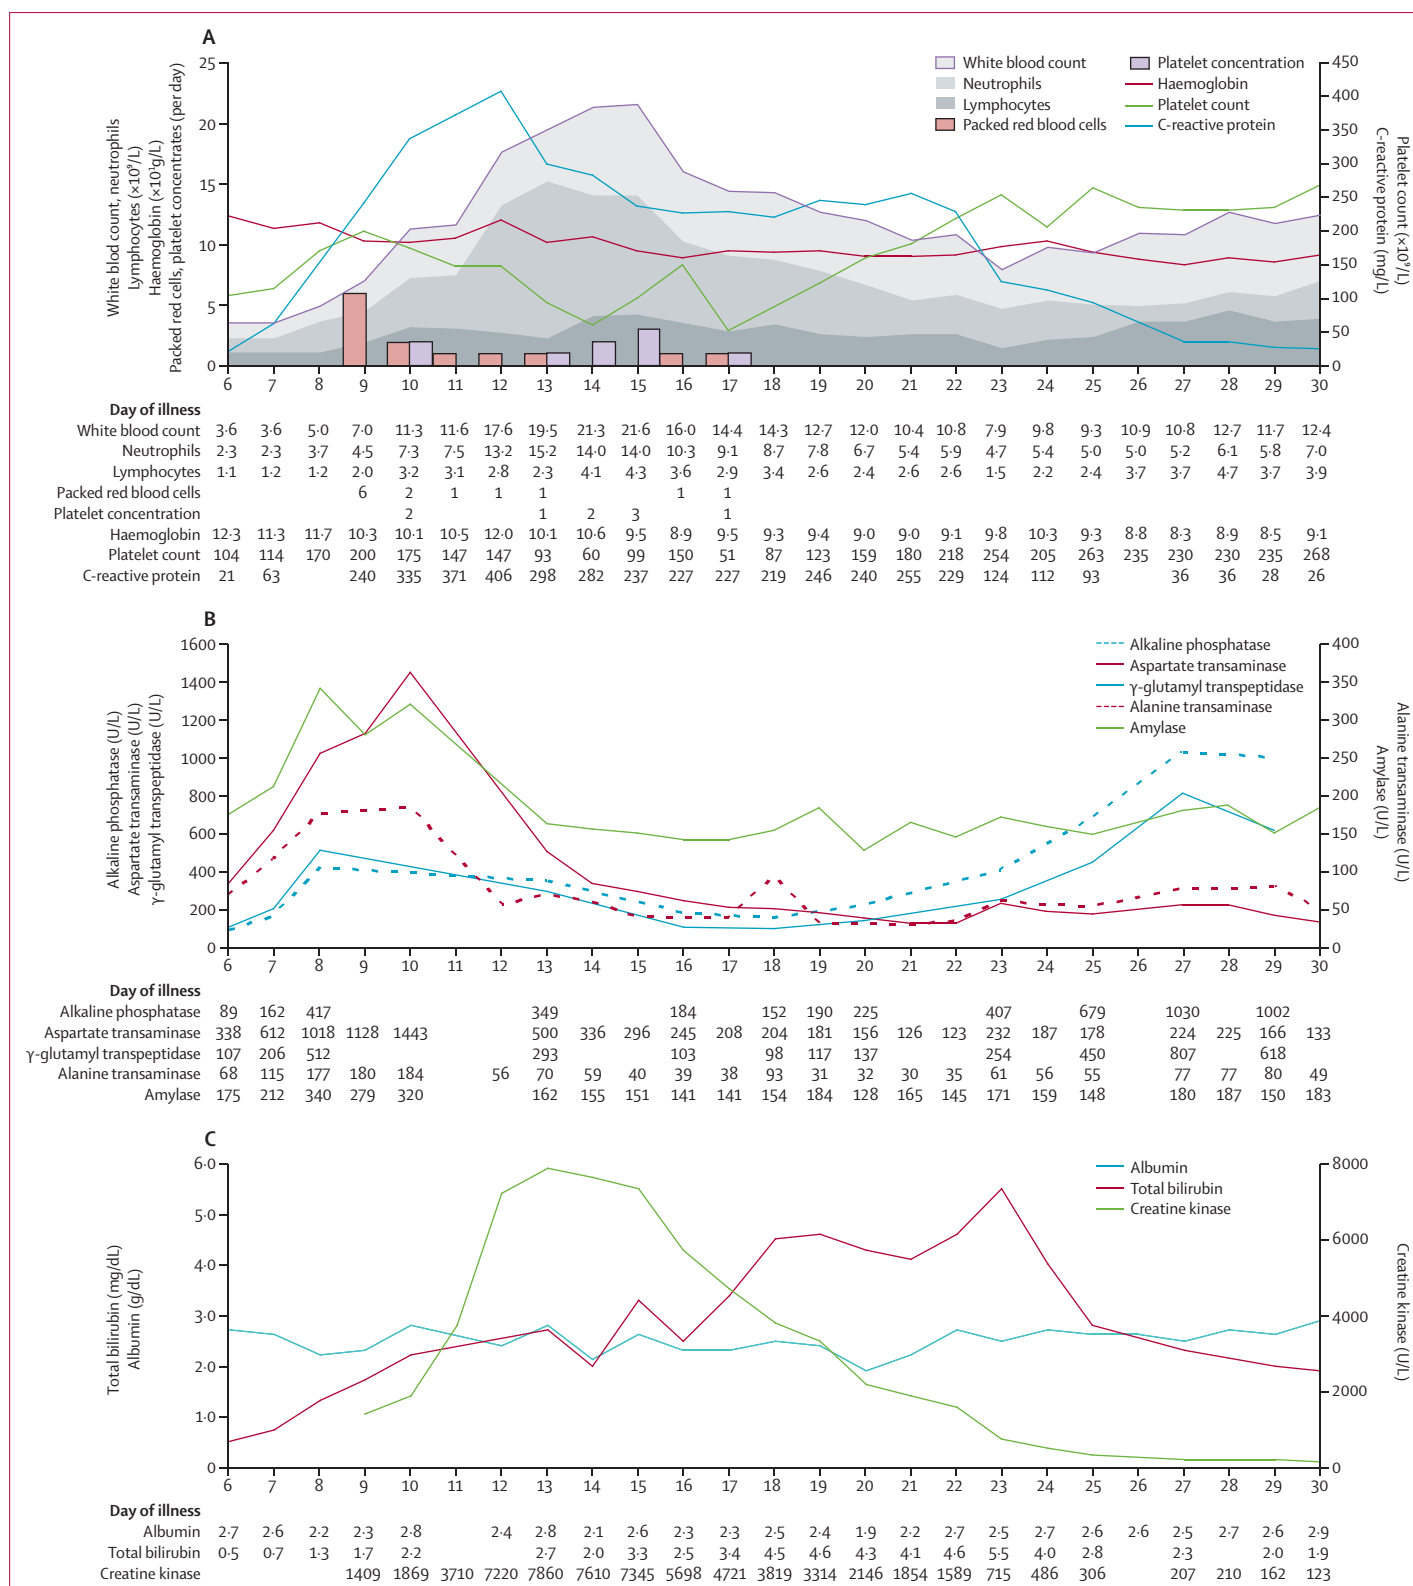 A
25
20
15
10
5
0
450
400
350
300
250
200
150
100
50
0
White blod count, neutrophils
Lymphocytes (×10⁹/L)
Haemoglobin (×10¹g/L)
Packed red cells, platelet concentrates (per day)
Platelet count (×10⁹/L)
C-reactive protein (mg/L)
White blood count
Neutrophils
Lymphocytes
Packed red blood cells
Platelet concentration
Haemoglobin
Platelet count
C-reactive protein
6 7 8 9 10 11 12 13 14 15 16 17 18 19 20 21 22 23 24 25 26 27 28 29 30
Day of illness
White blood count 3·6 3·6 5·0 7·0 11·3 11·6 17·6 19·5 21·3 21·6 16·0 14·4 14·3 12·7 12·0 10·4 10·8 7·9 9·8 9·3 10·9 10·8 12·7 11·7 12·4
Neutrophils 2·3 2·3 3·7 4·5 7·3 7·5 13·2 15·2 14·0 14·0 10·3 9·1 8·7 7·8 6·7 5·4 5·9 4·7 5·4 5·0 5·0 5·2 6·1 5·8 7·0
Lymphocytes 1·1 1·2 1·2 2·0 3·2 3·1 2·8 2·3 4·1 4·3 3·6 2·9 3·4 2·6 2·4 2·6 2·6 1·5 2·2 2·4 3·7 3·7 4·7 3·7 3·9
Packed red blood cells 6 2 1 1 1 1 1
Platelet concentration 2 1 2 3 1
Haemoglobin 12·3 11·3 11·7 10·3 10·1 10·5 12·0 10·1 10·6 9·5 8·9 9·5 9·3 9·4 9·0 9·0 9·1 9·8 10·3 9·3 8·8 8·3 8·9 8·5 9·1
Platelet count 104 114 170 200 175 147 147 93 60 99 150 51 87 123 159 180 218 254 205 263 235 230 230 235 268
C-reactive protein 21 63 240 335 371 406 298 282 237 227 227 219 246 240 255 229 124 112 93 36 36 28 26
B
1600
1400
1200
1000
800
600
400
200
0
400
350
300
250
200
150
100
50
0
Alkaline phosphatase (U/L)
Aspartate transaminase (U/L)
γ-glutamyl transpeptidase (U/L)
Alanine transaminase (U/L)
Amylase (U/L)
Alkaline phosphatase
Aspartate transaminase
γ-glutamyl transpeptidase
Alanine transaminase
Amylase
6 7 8 9 10 11 12 13 14 15 16 17 18 19 20 21 22 23 24 25 26 27 28 29 30
Day of illness
Alkaline phosphatase 89 162 417 349 184 152 190 225 407 679 1030 1002
Aspartate transaminase 338 612 1018 1128 1443 500 336 296 245 208 204 181 156 126 123 232 187 178 224 225 166 133
γ-glutamyl transpeptidase 107 206 512 293 103 98 117 137 254 450 807 618
Alanine transaminase 68 115 177 180 184 56 70 59 40 39 38 93 31 32 30 35 61 56 55 77 77 80 49
Amylase 175 212 340 279 320 162 155 151 141 141 154 184 128 165 145 171 159 148 180 187 150 183
C
6·0
5·0
4·0
3·0
2·0
1·0
0
8000
6000
4000
2000
0
Total bilirubin (mg/dL)
Albumin (g/dL)
Creatine kinase (U/L)
Albumin
Total bilirubin
Creatine kinase
6 7 8 9 10 11 12 13 14 15 16 17 18 19 20 21 22 23 24 25 26 27 28 29 30
Day of illness
Albumin 2·7 2·6 2·2 2·3 2·8 2·4 2·8 2·1 2·6 2·3 2·3 2·5 2·4 1·9 2·2 2·7 2·5 2·7 2·6 2·6 2·5 2·7 2·6 2·9
Total bilirubin 0·5 0·7 1·3 1·7 2·2 2·7 2·0 3·3 2·5 3·4 4·5 4·6 4·3 4·1 4·6 5·5 4·0 2·8 2·3 2·0 1·9
Creatine kinase 1409 1869 3710 7220 7860 7610 7345 5698 4721 3819 3314 2146 1854 1589 715 486 306 207 210 162 123